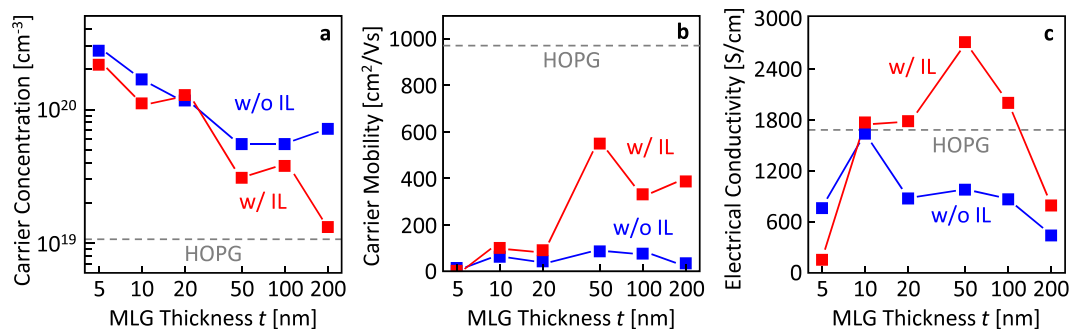 Carrier Concentration [cm⁻³]
10²⁰
10¹⁹
a
w/o IL
w/ IL
HOPG
5 10 20 50 100 200
MLG Thickness t [nm]
Carrier Mobility [cm²/Vs]
1000
800
600
400
200
0
b
HOPG
w/ IL
w/o IL
5 10 20 50 100 200
MLG Thickness t [nm]
Electrical Conductivity [S/cm]
3000
2600
1800
1200
600
0
c
w/ IL
HOPG
w/o IL
5 10 20 50 100 200
MLG Thickness t [nm]